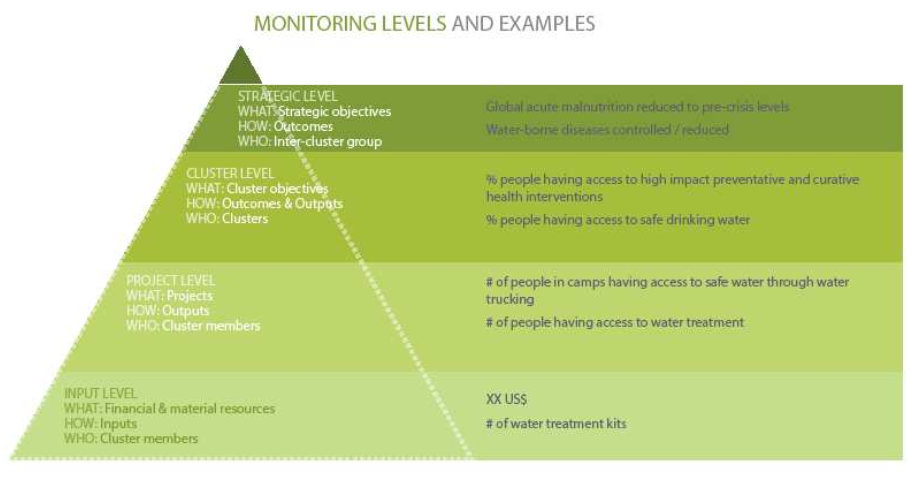 MONITORING LEVELS AND EXAMPLES
STRATEGIC LEVEL
WHAT: Strategic objectives
HOW: Outcomes
WHO: Inter-cluster group
Global acute malnutrition reduced to pre-crisis levels
Water-borne diseases controlled / reduced
CLUSTER LEVEL
WHAT: Cluster objectives
HOW: Outcomes & Outputs
WHO: Clusters
% people having access to high impact preventative and curative
health interventions
% people having access to safe drinking water
PROJECT LEVEL
WHAT: Projects
HOW: Outputs
WHO: Cluster members
# of people in camps having access to safe water through water
trucking
# of people having access to water treatment
INPUT LEVEL
WHAT: Financial & material resources
HOW: Inputs
WHO: Cluster members
XX US$
# of water treatment kits